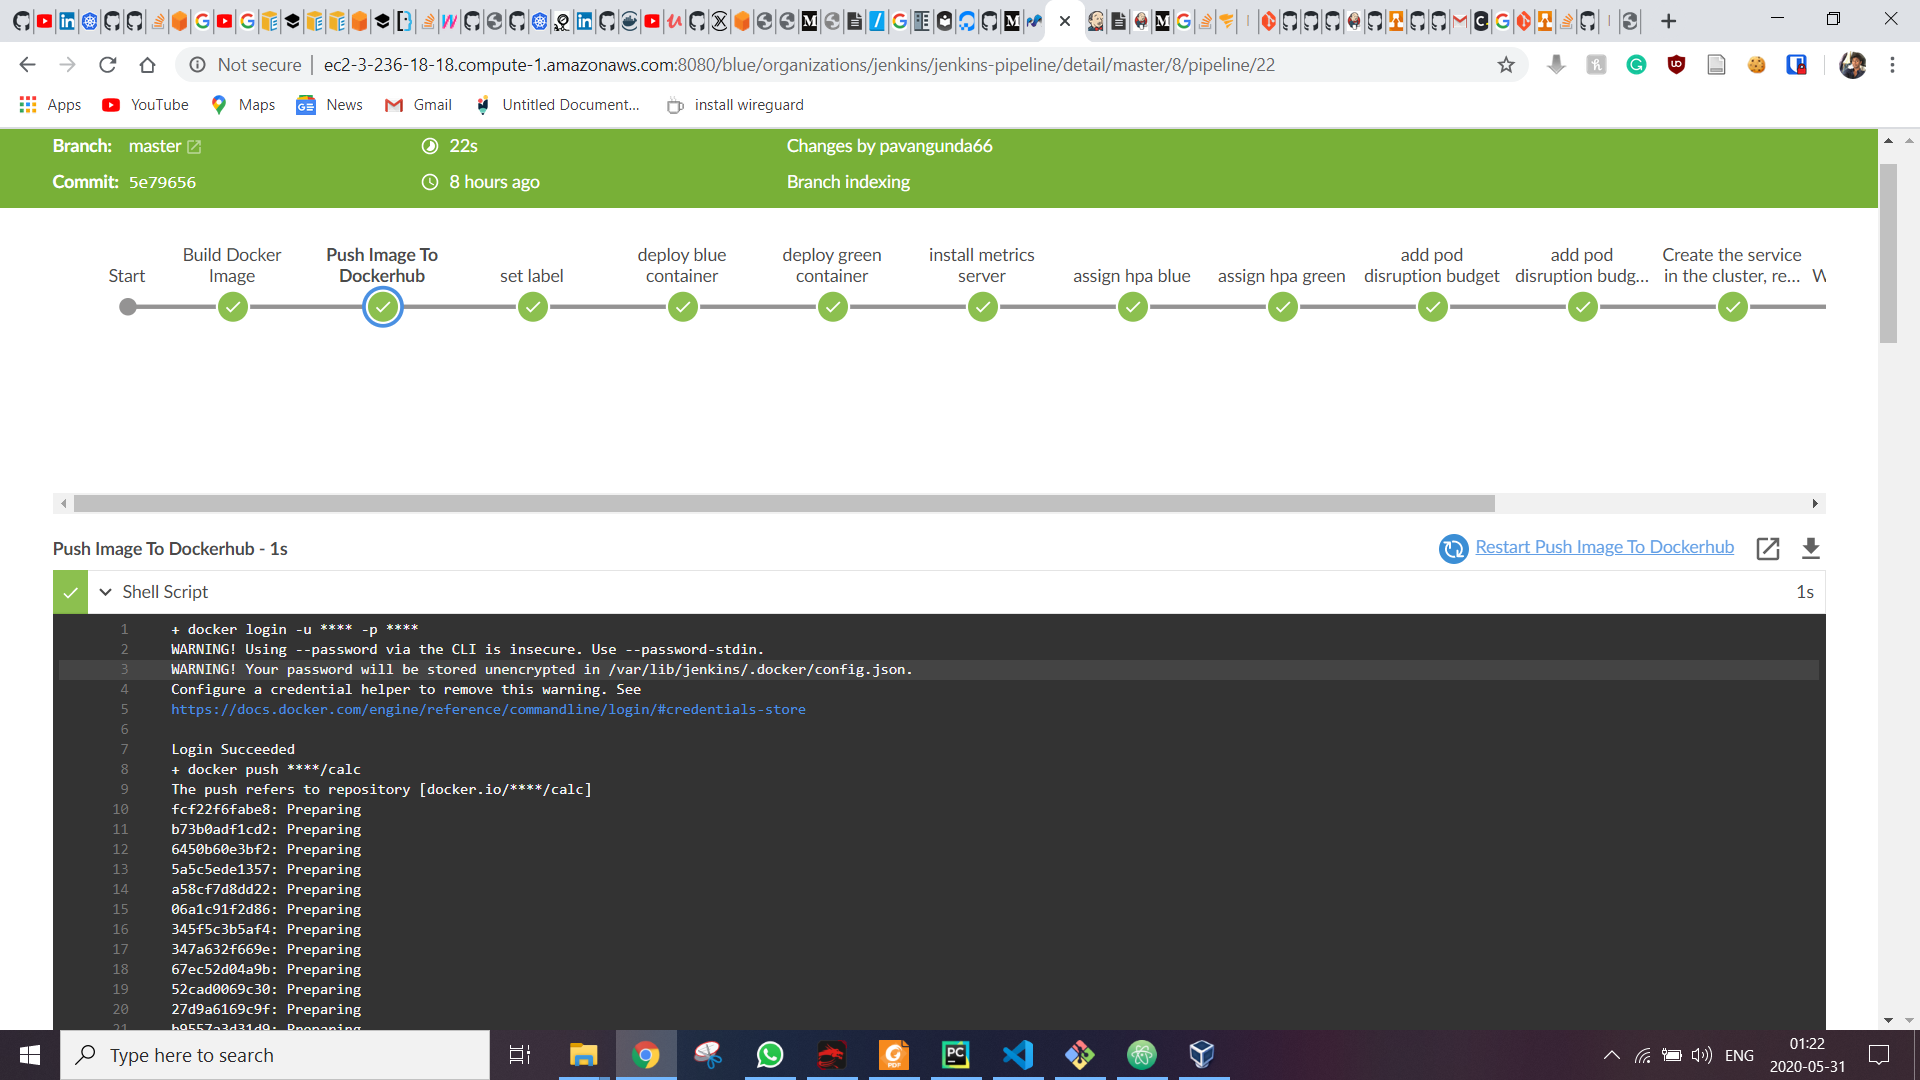 Not secure | ec2-3-236-18-18.compute-1.amazonaws.com:8080/blue/organizations/jenkins/jenkins-pipeline/detail/master/8/pipeline/22
Apps YouTube Maps News Gmail Untitled Document... install wireguard
Branch: master 22s Changes by pavangunda66
Commit: 5e79656 8 hours ago Branch indexing
Start
Build Docker Image
Push Image To Dockerhub
set label
deploy blue container
deploy green container
install metrics server
assign hpa blue
assign hpa green
add pod disruption budget
add pod disruption budg...
Create the service in the cluster, re...
W
Push Image To Dockerhub - 1s Restart Push Image To Dockerhub
Shell Script 1s
1 + docker login -u **** -p ****
2 WARNING! Using --password via the CLI is insecure. Use --password-stdin.
3 WARNING! Your password will be stored unencrypted in /var/lib/jenkins/.docker/config.json.
4 Configure a credential helper to remove this warning. See
5 https://docs.docker.com/engine/reference/commandline/login/#credentials-store
6
7 Login Succeeded
8 + docker push ****/calc
9 The push refers to repository [docker.io/****/calc]
10 fcf22f6fabe8: Preparing
11 b73b0adf1cd2: Preparing
12 6450b60e3bf2: Preparing
13 5a5c5ede1357: Preparing
14 a58cf7d8dd22: Preparing
15 06a1c91f2d86: Preparing
16 345f5c3b5af4: Preparing
17 347a632f669e: Preparing
18 67ec52d04a9b: Preparing
19 52cad0069c30: Preparing
20 27d9a6169c9f: Preparing
21 b9557a3d31d9: Preparing
Type here to search
ENG
01:22
2020-05-31